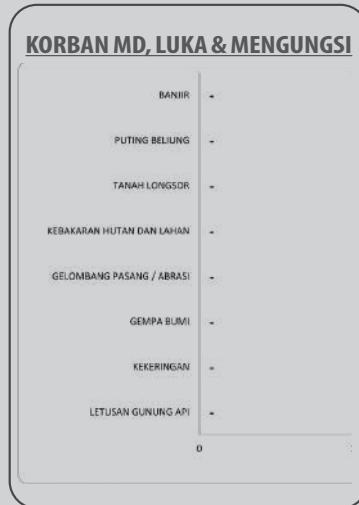 KORBAN MD, LUKA & MENGUNGSI
BANJIR -
PUTING BELIUNG -
TANAH LONGSOR -
KEBAKARAN HUTAN DAN LAHAN -
GELOMBANG PASANG / ABRASI -
GEMPA BUMI -
KEKERINGAN -
LETUSAN GUNUNG API -
0